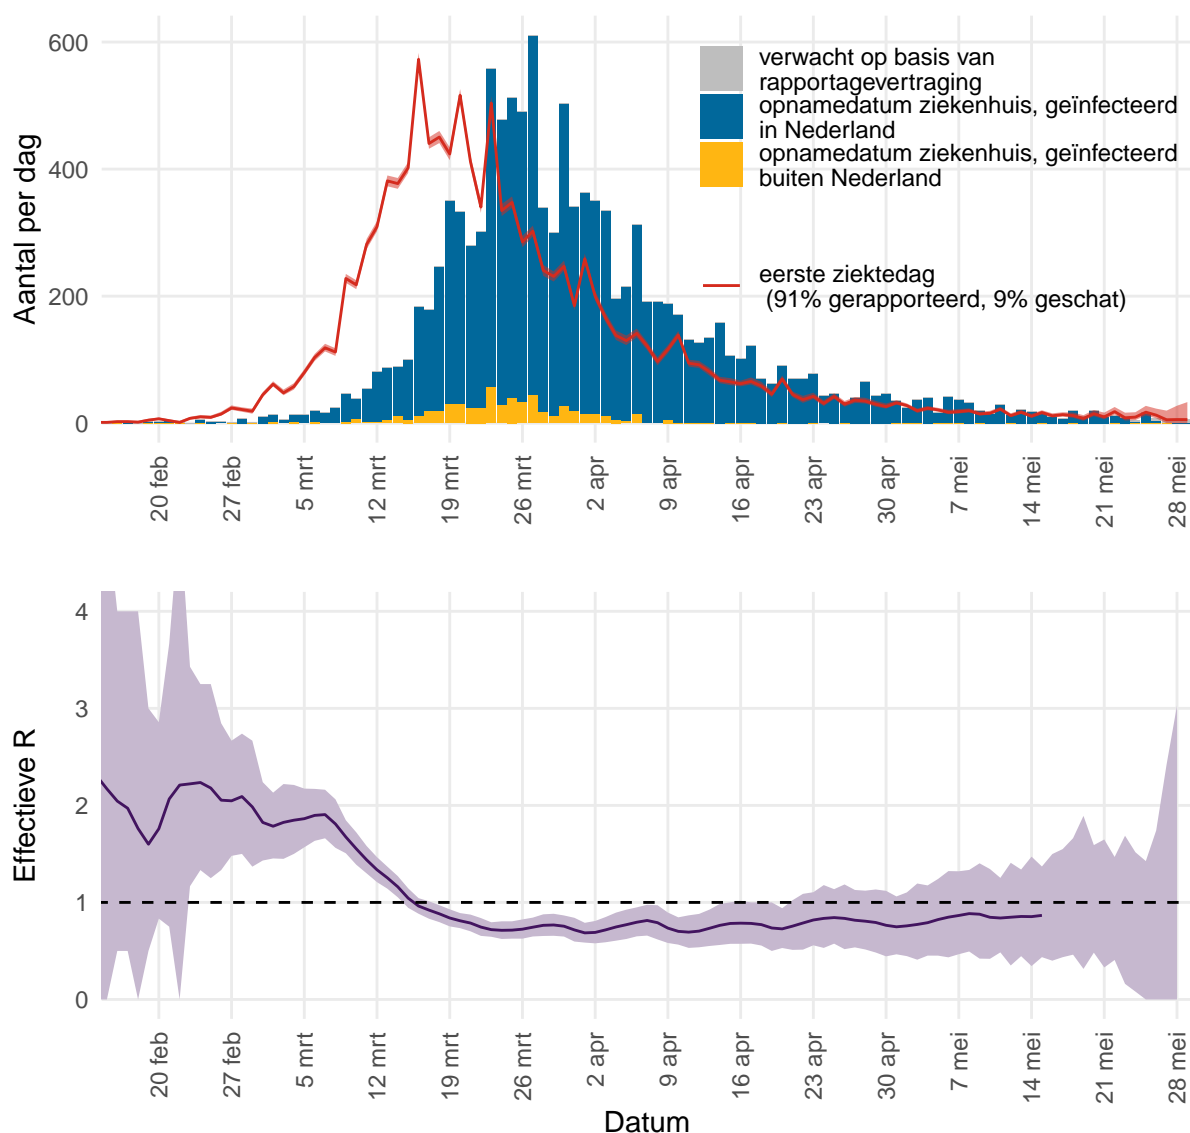 600
400
200
0
Aantal per dag
verwacht op basis van
rapportagevertraging
opnamedatum ziekenhuis, geïnfecteerd
in Nederland
opnamedatum ziekenhuis, geïnfecteerd
buiten Nederland
eerste ziektedag
(91% gerapporteerd, 9% geschat)
20 feb
27 feb
5 mrt
12 mrt
19 mrt
26 mrt
2 apr
9 apr
16 apr
23 apr
30 apr
7 mei
14 mei
21 mei
28 mei
4
3
2
1
0
Effectieve R
20 feb
27 feb
5 mrt
12 mrt
19 mrt
26 mrt
2 apr
9 apr
16 apr
23 apr
30 apr
7 mei
14 mei
21 mei
28 mei
Datum